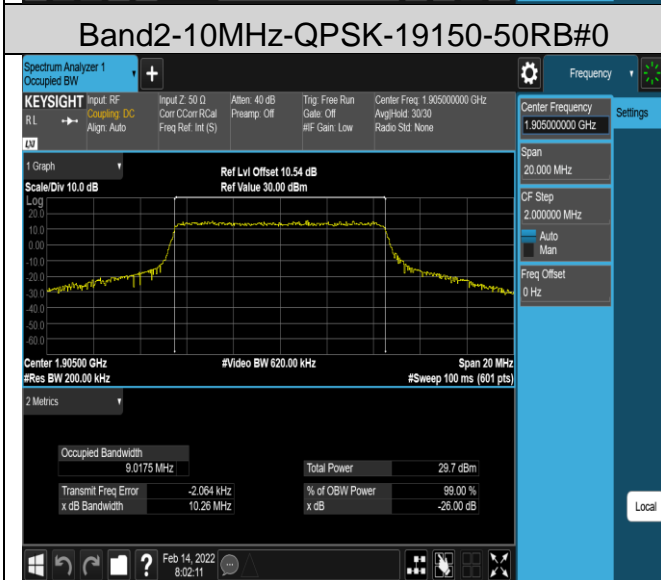 Band2-10MHz-QPSK-19150-50RB#0
Spectrum Analyzer 1
Occupied BW
+
Frequency
KEYSIGHT
RL
Input: RF
Coupling: DC
Align: Auto
Input Z: 50 Ω
Corr CCorr RCal
Freq Ref: Int (S)
Atten: 40 dB
Preamp: Off
Trig: Free Run
Gate: Off
#IF Gain: Low
Center Freq: 1.905000000 GHz
Avg|Hold: 30/30
Radio Std: None
LXI
1 Graph
Scale/Div 10.0 dB
Ref Lvl Offset 10.54 dB
Ref Value 30.00 dBm
Log
20.0
10.0
0.00
-10.0
-20.0
-30.0
-40.0
-50.0
-60.0
Center 1.90500 GHz
#Video BW 620.00 kHz
Span 20 MHz
#Res BW 200.00 kHz
#Sweep 100 ms (601 pts)
2 Metrics
Occupied Bandwidth
9.0175 MHz
Total Power 29.7 dBm
Transmit Freq Error -2.064 kHz
% of OBW Power 99.00 %
x dB Bandwidth 10.26 MHz
x dB -26.00 dB
Center Frequency
1.905000000 GHz
Settings
Span
20.000 MHz
CF Step
2.000000 MHz
Auto
Man
Freq Offset
0 Hz
Local
?
Feb 14, 2022
8:02:11